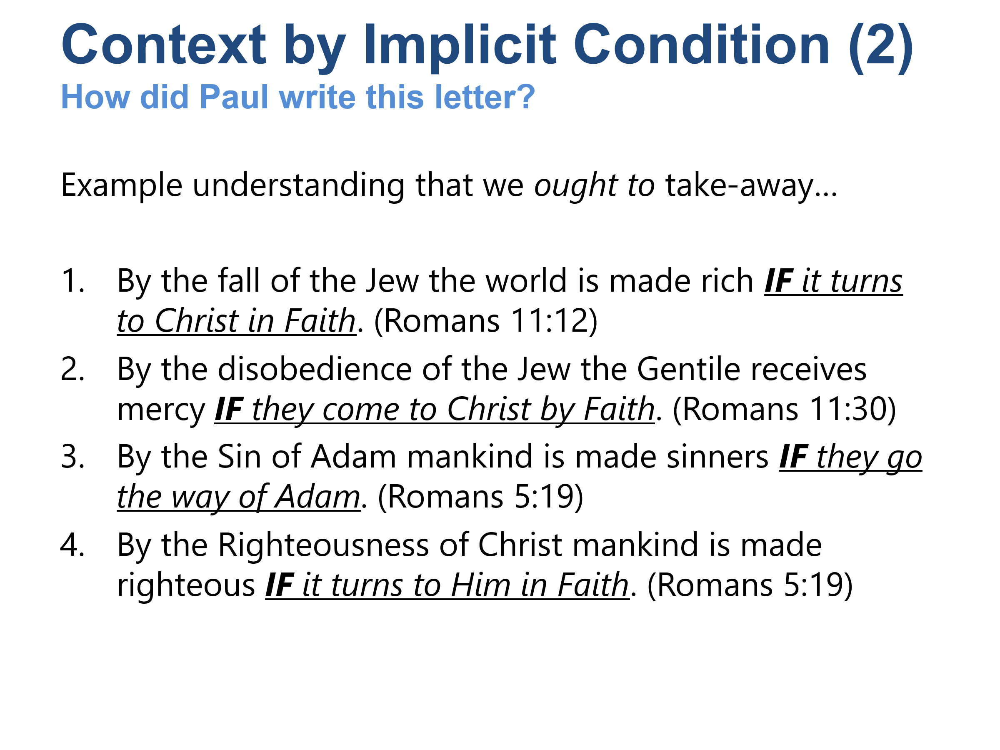 Context by Implicit Condition (2)
How did Paul write this letter?
Example understanding that we ought to take-away…
1. By the fall of the Jew the world is made rich IF it turns
to Christ in Faith. (Romans 11:12)
2. By the disobedience of the Jew the Gentile receives
mercy IF they come to Christ by Faith. (Romans 11:30)
3. By the Sin of Adam mankind is made sinners IF they go
the way of Adam. (Romans 5:19)
4. By the Righteousness of Christ mankind is made
righteous IF it turns to Him in Faith. (Romans 5:19)